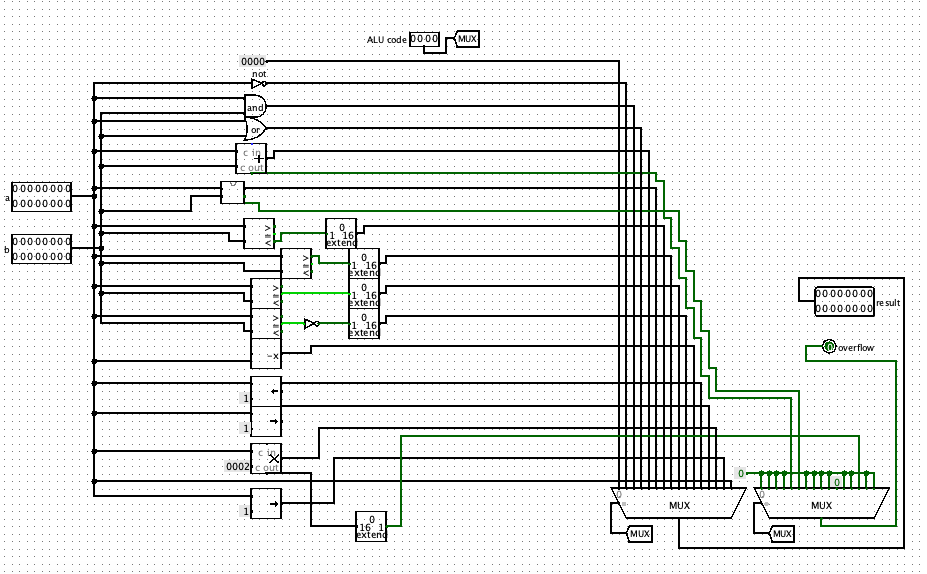 ALU code 0000 MUX
0000
not
and
or
c in
+
c out
a 00000000
00000000
b 00000000
00000000
>
=
<
0
1 16
extend
>
=
<
0
1 16
extend
>
=
<
0
1 16
extend
>
=
<
0
1 16
extend
-x
1
1
c in
×
0002 c out
1
0
16 1
extend
00000000
00000000 result
0 overflow
0
0
0
MUX
MUX
0
MUX
MUX